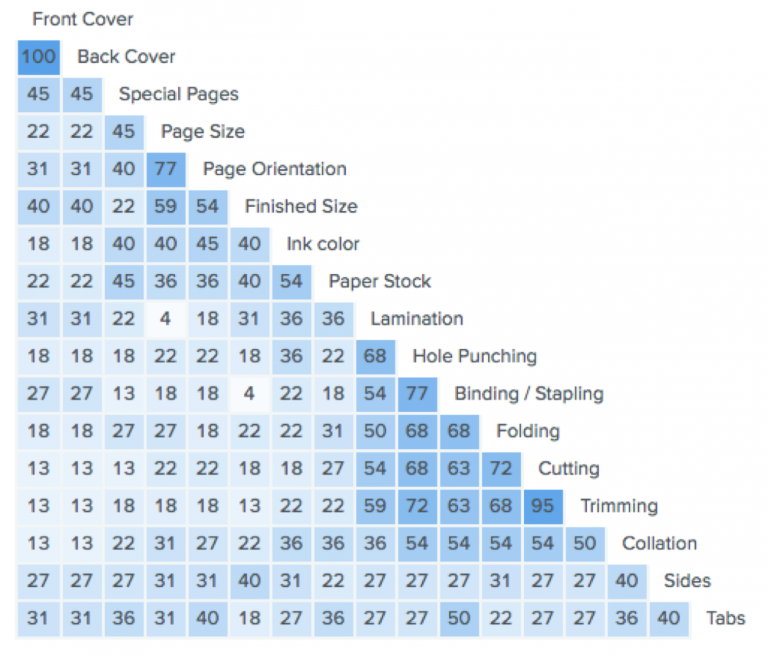 Front Cover
100 Back Cover
45 45 Special Pages
22 22 45 Page Size
31 31 40 77 Page Orientation
40 40 22 59 54 Finished Size
18 18 40 40 45 40 Ink color
22 22 45 36 36 40 54 Paper Stock
31 31 22 4 18 31 36 36 Lamination
18 18 18 22 22 18 36 22 68 Hole Punching
27 27 13 18 18 4 22 18 54 77 Binding / Stapling
18 18 27 27 18 22 22 31 50 68 68 Folding
13 13 13 22 22 18 18 27 54 68 63 72 Cutting
13 13 18 18 18 13 22 22 59 72 63 68 95 Trimming
13 13 22 31 27 22 36 36 36 54 54 54 54 50 Collation
27 27 27 31 31 40 31 22 27 27 27 31 27 27 40 Sides
31 31 36 31 40 18 27 36 27 27 50 22 27 27 36 40 Tabs